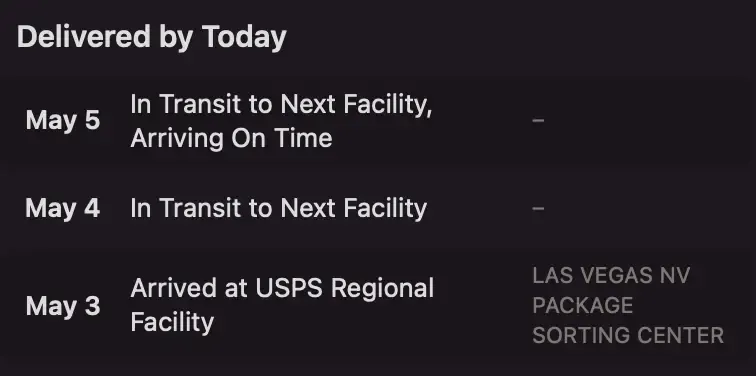 Delivered by Today
May 5
In Transit to Next Facility,
Arriving On Time
–
May 4
In Transit to Next Facility
–
May 3
Arrived at USPS Regional
Facility
LAS VEGAS NV
PACKAGE
SORTING CENTER